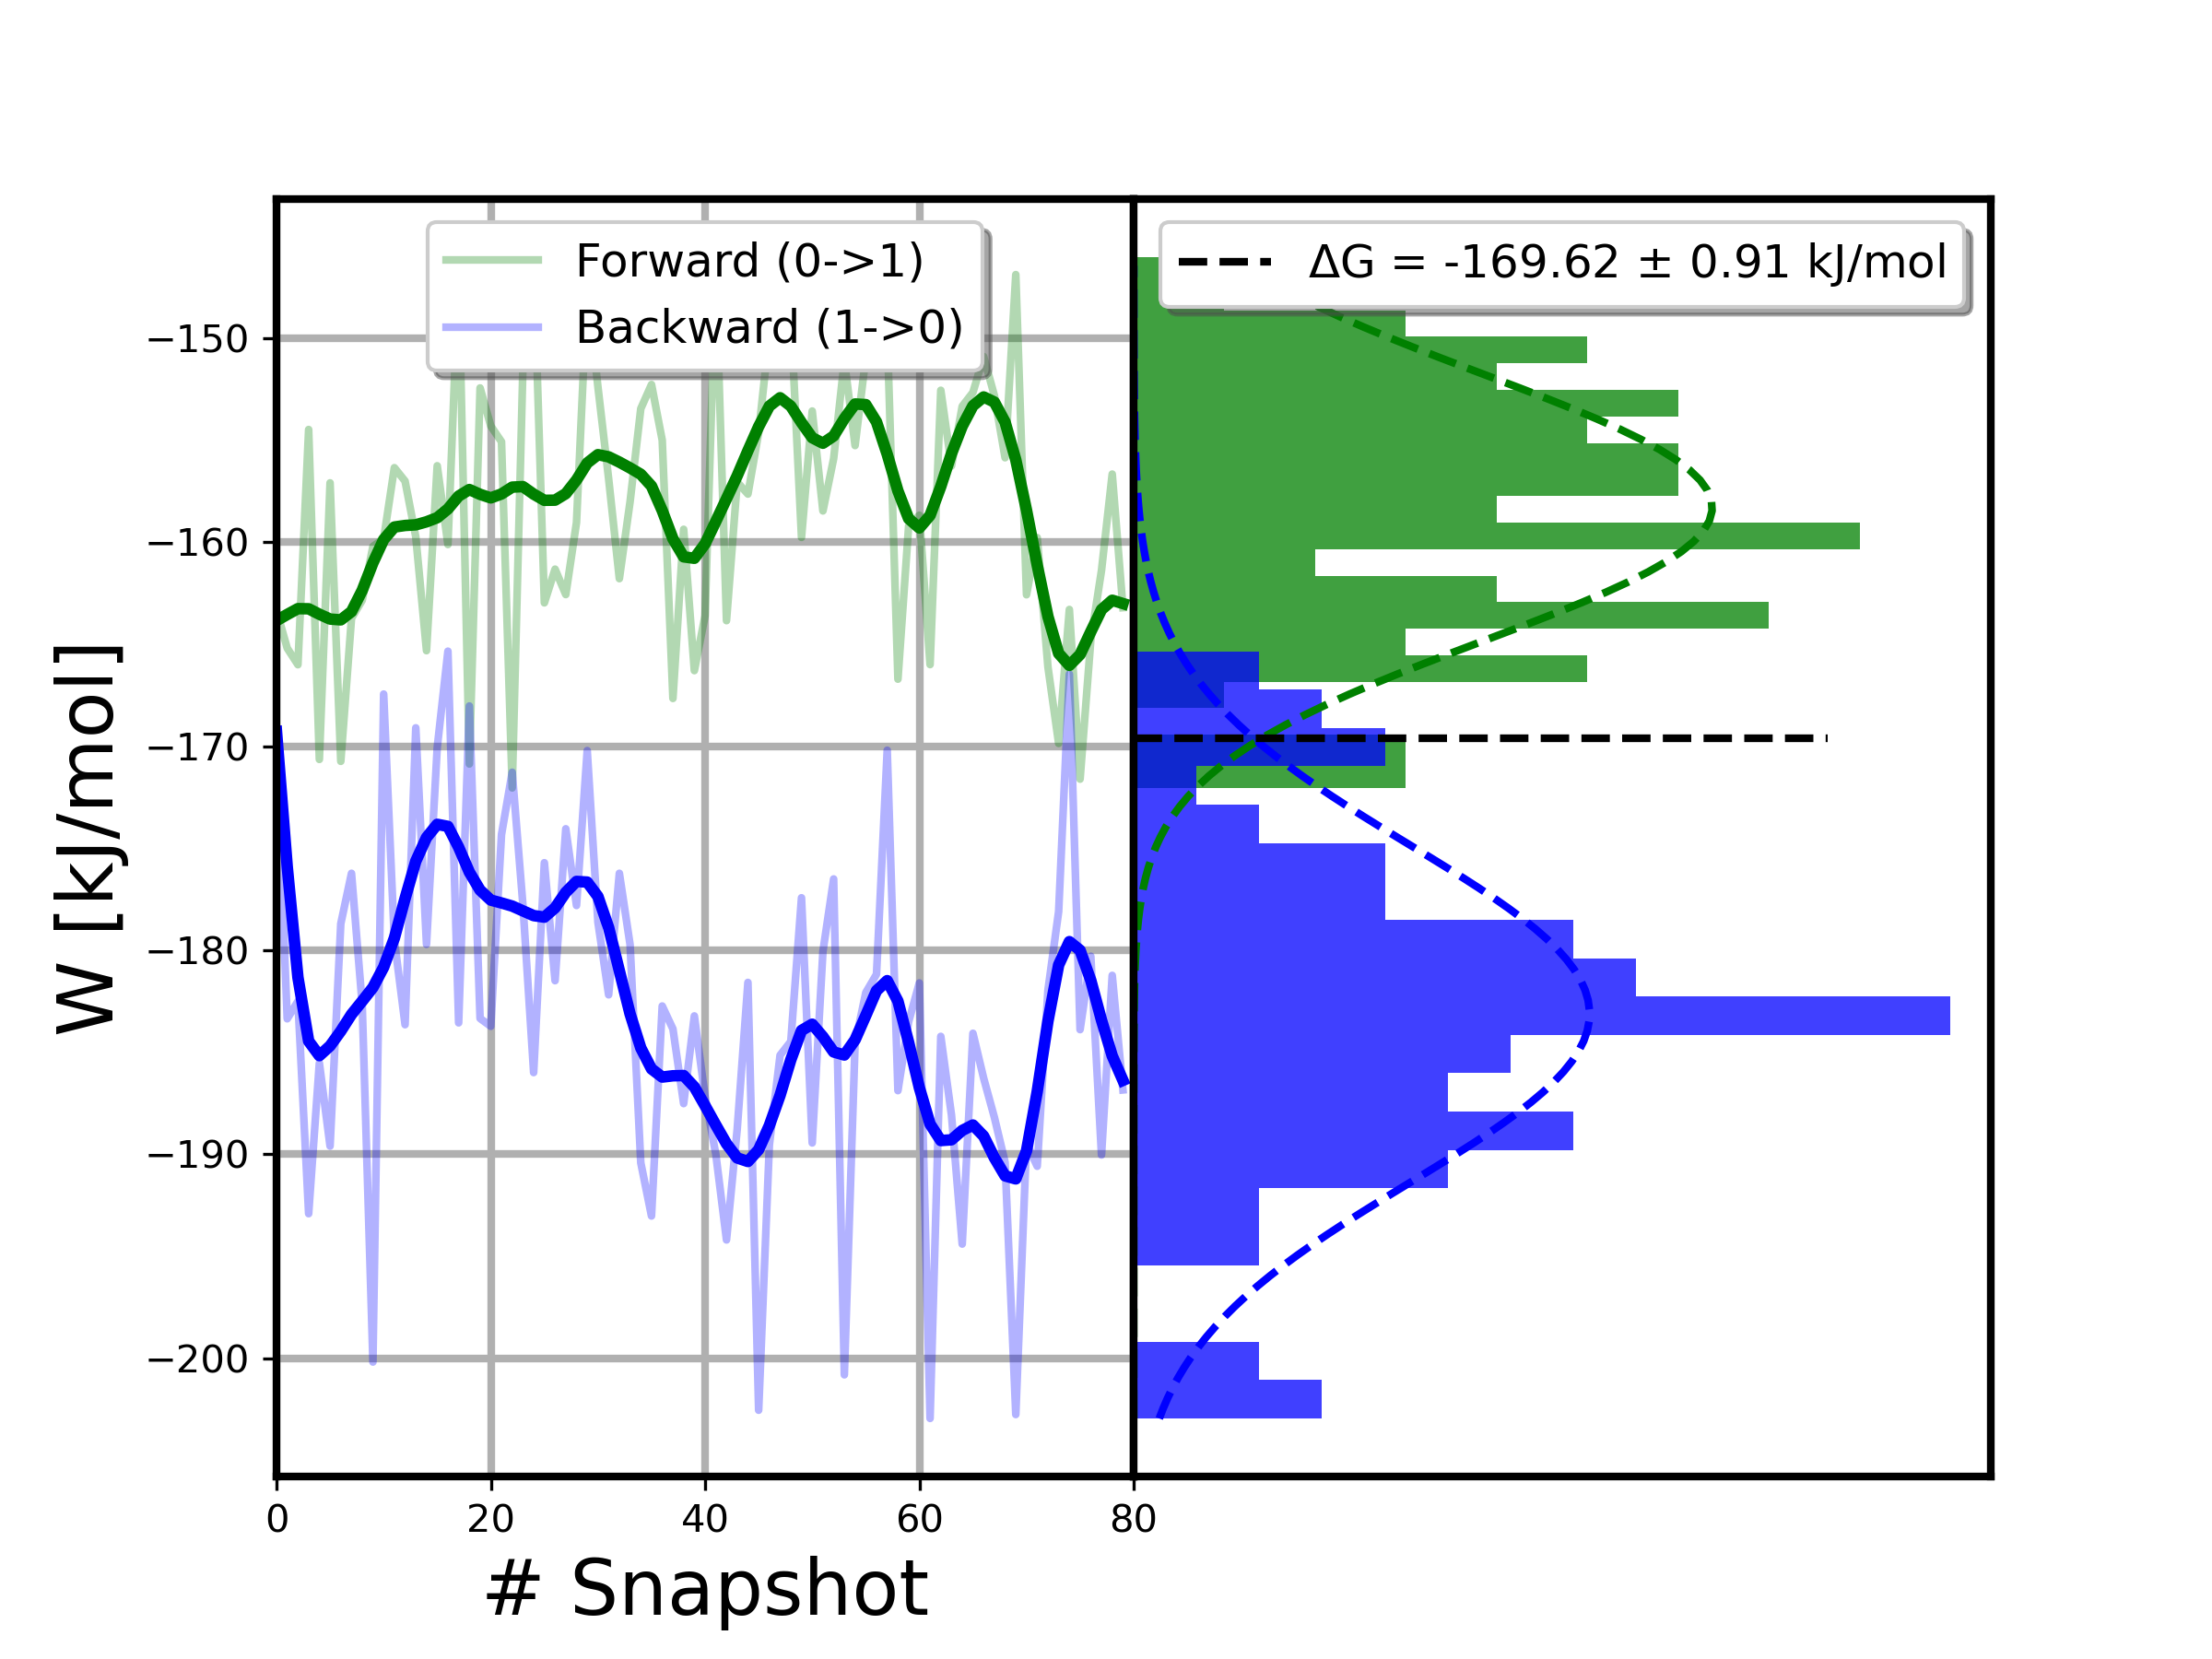 Forward (0->1)
Backward (1->0)
ΔG = -169.62 ± 0.91 kJ/mol
W [kJ/mol]
−150
−160
−170
−180
−190
−200
0 20 40 60 80
# Snapshot